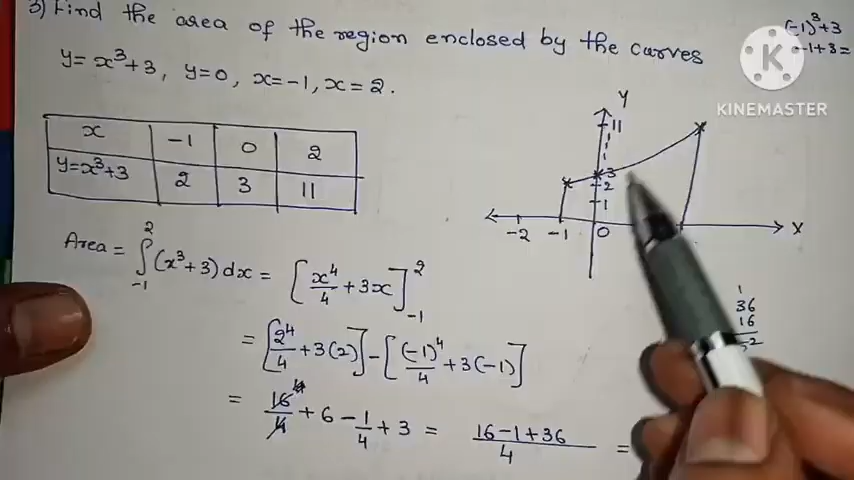 3) Find the area of the region enclosed by the curves
y = x³+3, y=0, x=-1, x=2.
x -1 0 2
y=x³+3 2 3 11
Area = ∫₋₁² (x³+3)dx = [x⁴/4 + 3x]₋₁²
= [2⁴/4 + 3(2)] - [(-1)⁴/4 + 3(-1)]
= 16/4 4 + 6 - 1/4 + 3 = (16-1+36)/4 =
(-1)³+3
-1+3=
K
KINEMASTER
Y
11
3
2
1
-2 -1 0 X
1
36
16